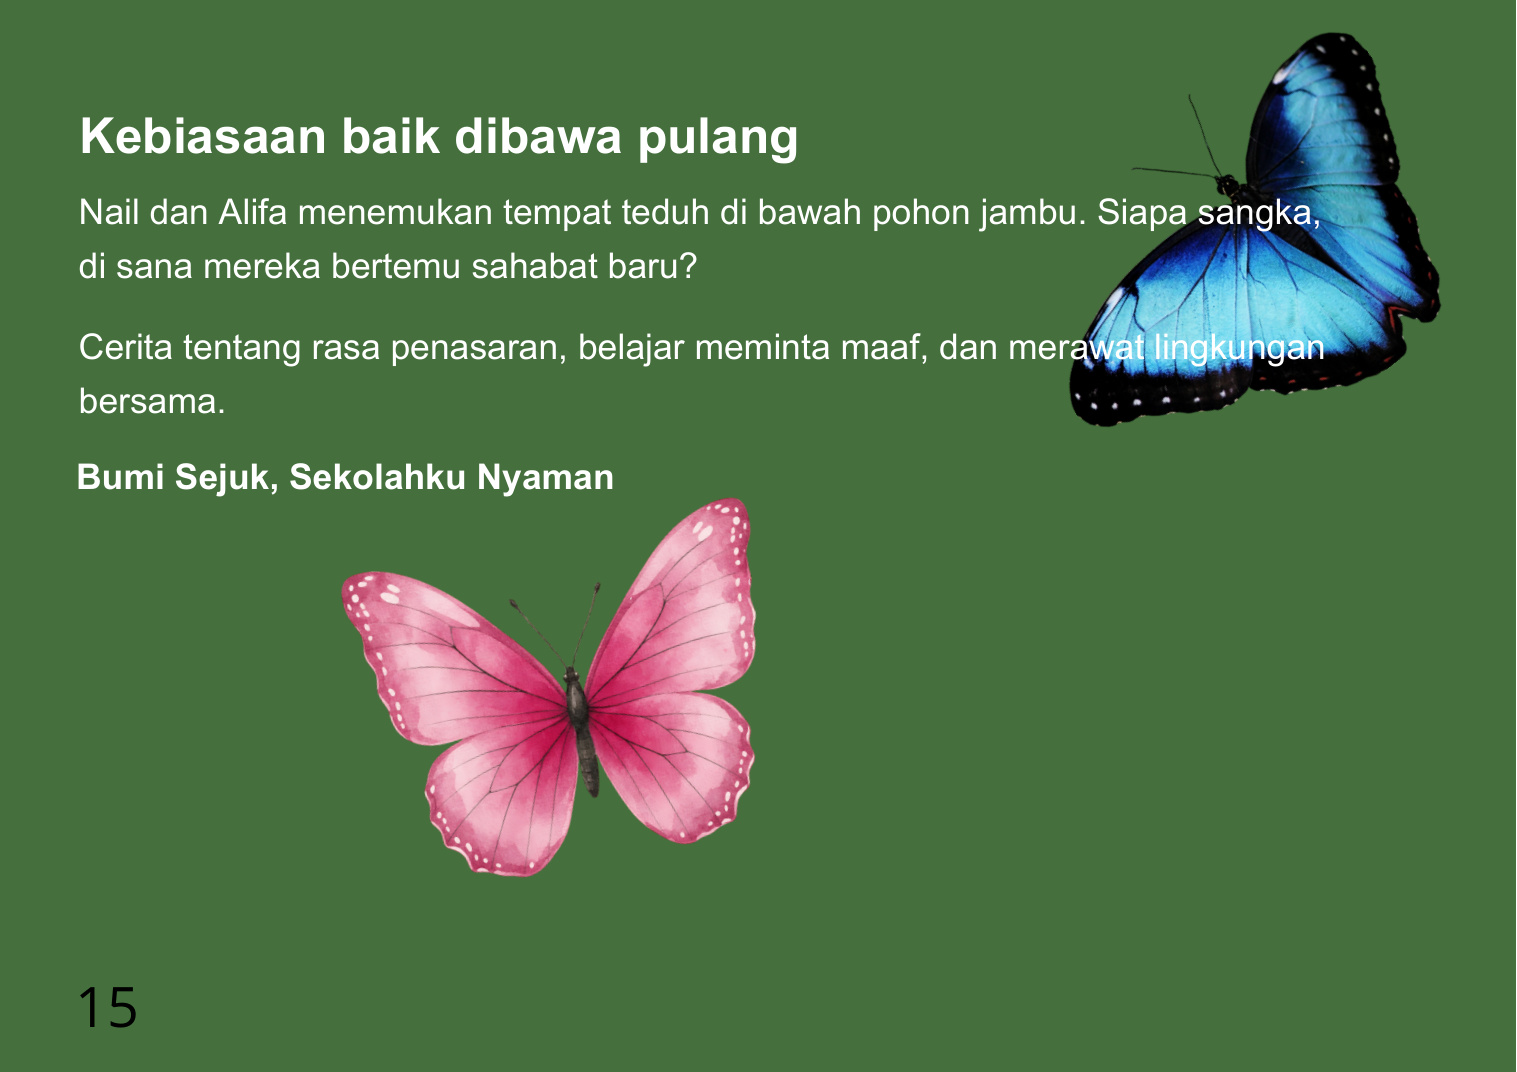 Kebiasaan baik dibawa pulang
Nail dan Alifa menemukan tempat teduh di bawah pohon jambu. Siapa sangka,
di sana mereka bertemu sahabat baru?
Cerita tentang rasa penasaran, belajar meminta maaf, dan merawat lingkungan
bersama.
Bumi Sejuk, Sekolahku Nyaman
15